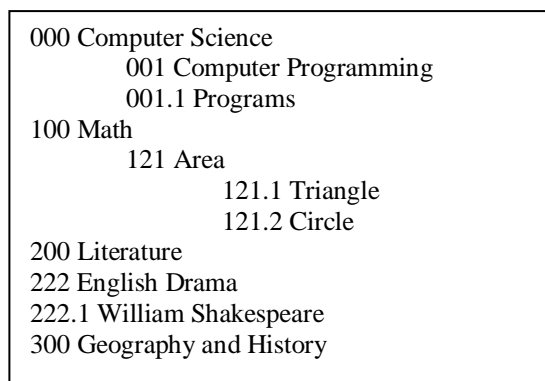 000 Computer Science
001 Computer Programming
001.1 Programs
100 Math
121 Area
121.1 Triangle
121.2 Circle
200 Literature
222 English Drama
222.1 William Shakespeare
300 Geography and History